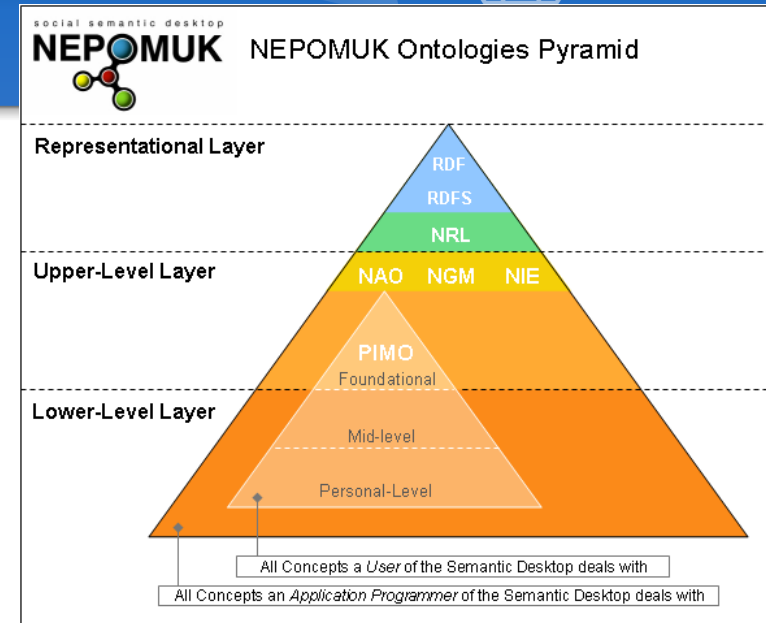 social semantic desktop
NEPOMUK
NEPOMUK Ontologies Pyramid
Representational Layer
RDF
RDFS
NRL
Upper-Level Layer
NAO NGM NIE
PIMO
Foundational
Lower-Level Layer
Mid-level
Personal-Level
All Concepts a User of the Semantic Desktop deals with
All Concepts an Application Programmer of the Semantic Desktop deals with